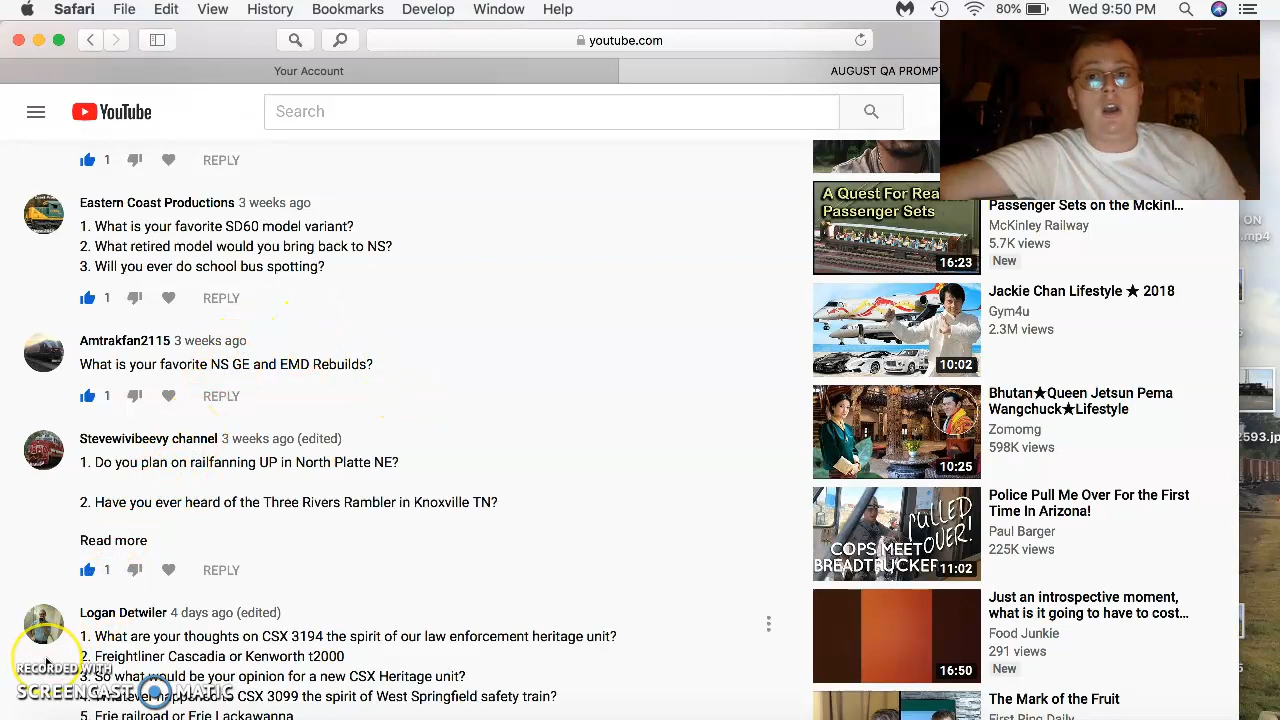 Safari File Edit View History Bookmarks Develop Window Help 80% Wed 9:50 PM
youtube.com
Your Account
AUGUST QA PROMP
YouTube
Search
1 REPLY
Eastern Coast Productions 3 weeks ago
1. What is your favorite SD60 model variant?
2. What retired model would you bring back to NS?
3. Will you ever do school bus spotting?
1 REPLY
Amtrakfan2115 3 weeks ago
What is your favorite NS GE and EMD Rebuilds?
1 REPLY
Stevewivibeevy channel 3 weeks ago (edited)
1. Do you plan on railfanning UP in North Platte NE?
2. Have you ever heard of the Three Rivers Rambler in Knoxville TN?
Read more
1 REPLY
Logan Detwiler 4 days ago (edited)
1. What are your thoughts on CSX 3194 the spirit of our law enforcement heritage unit?
2. Freightliner Cascadia or Kenworth t2000
3. So what would be your opinion on a new CSX Heritage unit?
CSX 3099 the spirit of West Springfield safety train?
5. Erie railroad or Erie Lackawanna
RECORDED WITH
SCREENCAST MATIC
A Quest For Rea
Passenger Sets
16:23
Passenger Sets on the Mckinl...
McKinley Railway
5.7K views
New
10:02
Jackie Chan Lifestyle ★ 2018
Gym4u
2.3M views
10:25
Bhutan★Queen Jetsun Pema
Wangchuck★Lifestyle
Zomomg
598K views
PULLED
OVER!
COPS MEET
BREADTRUCKER
11:02
Police Pull Me Over For the First
Time In Arizona!
Paul Barger
225K views
16:50
Just an introspective moment,
what is it going to have to cost...
Food Junkie
291 views
New
The Mark of the Fruit
First Ring Daily
ON
.mp4
2593.jp